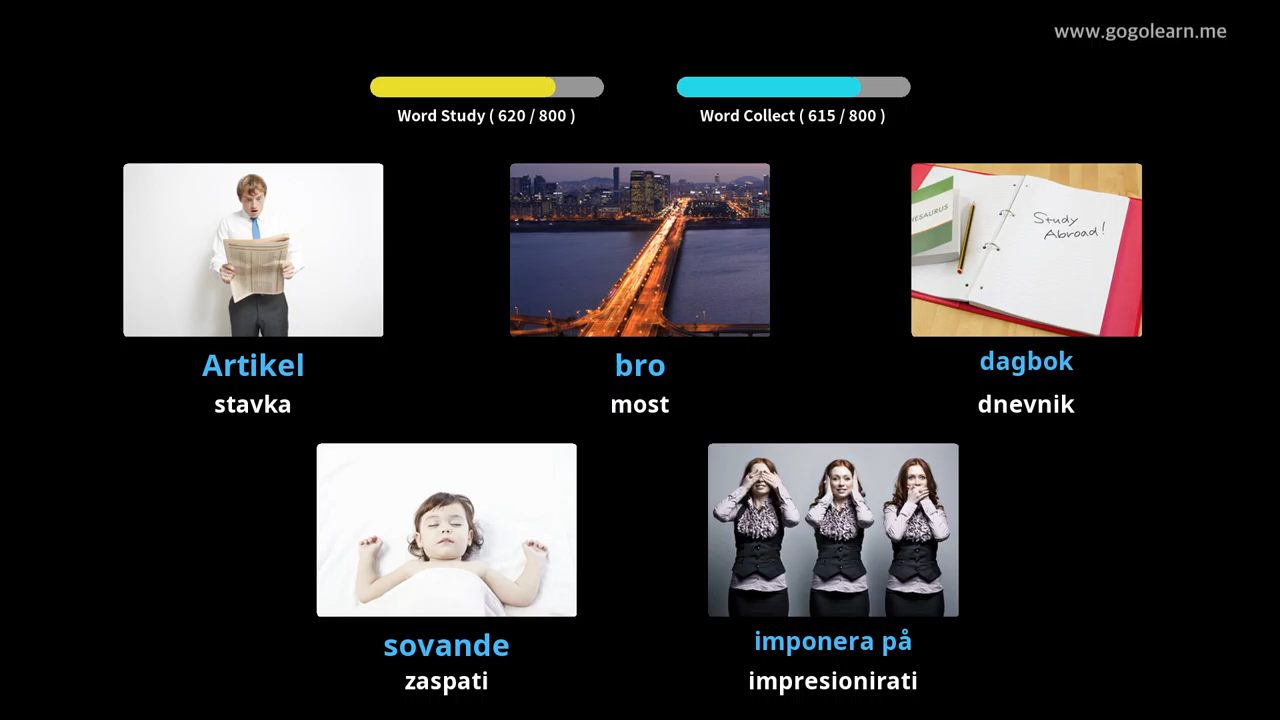 www.gogolearn.me
Word Study ( 620 / 800 )
Word Collect ( 615 / 800 )
HESAURUS
Study
Abroad!
Artikel
stavka
bro
most
dagbok
dnevnik
sovande
zaspati
imponera på
impresionirati